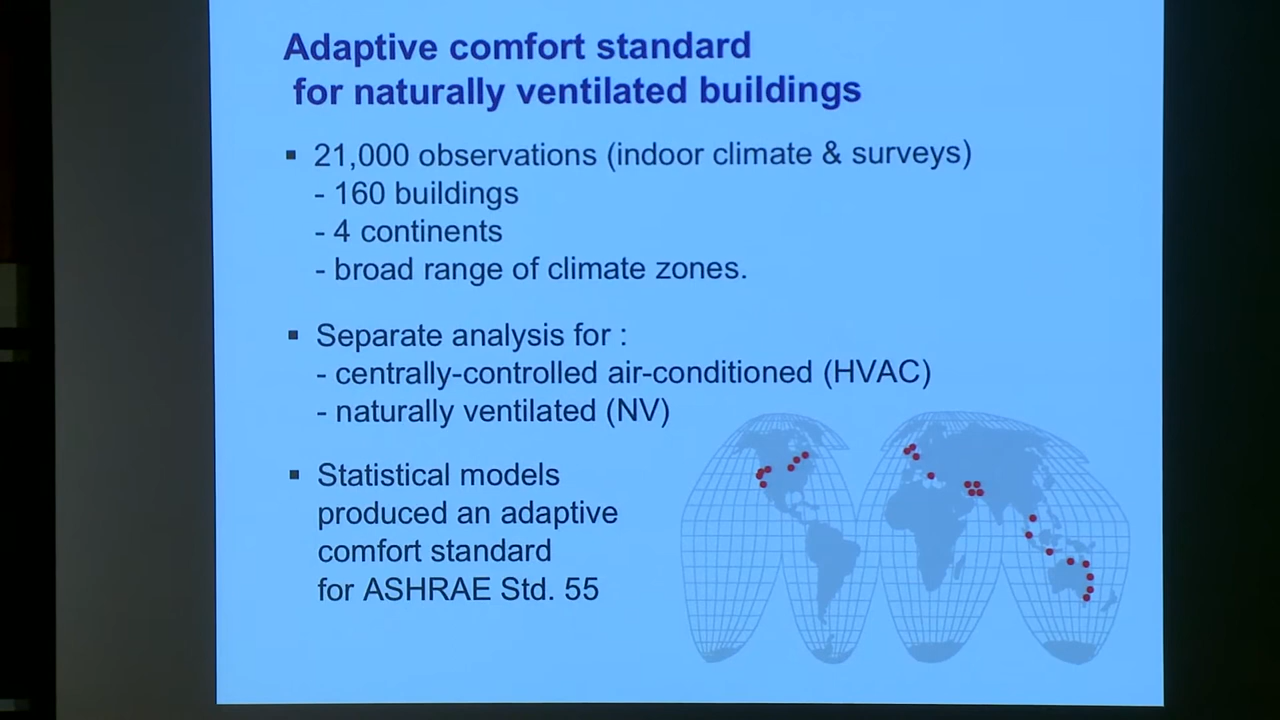 Adaptive comfort standard
for naturally ventilated buildings
▪ 21,000 observations (indoor climate & surveys)
- 160 buildings
- 4 continents
- broad range of climate zones.
▪ Separate analysis for :
- centrally-controlled air-conditioned (HVAC)
- naturally ventilated (NV)
▪ Statistical models
produced an adaptive
comfort standard
for ASHRAE Std. 55